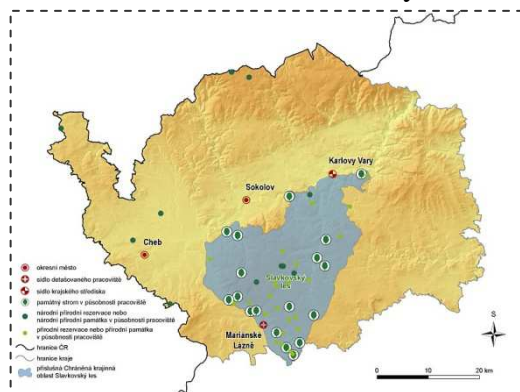 Karlovy Vary
Sokolov
Cheb
Slavkovský
les
Mariánské
Lázně
okresní město
sídlo detašovaného pracoviště
sídlo krajského střediska
památný strom v působnosti pracoviště
národní přírodní rezervace nebo
národní přírodní památka
v působnosti pracoviště
přírodní rezervace nebo přírodní památka
v působnosti pracoviště
hranice ČR
hranice kraje
příslušná Chráněná krajinná
oblast Slavkovský les
S
0 10 20 km